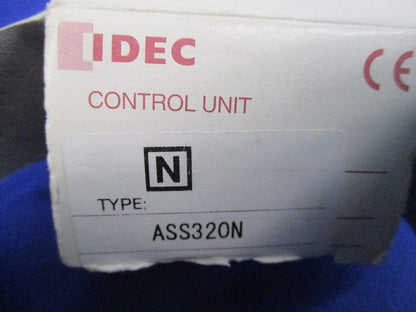 IDEC
CE
CONTROL UNIT
N
TYPE:
ASS320N